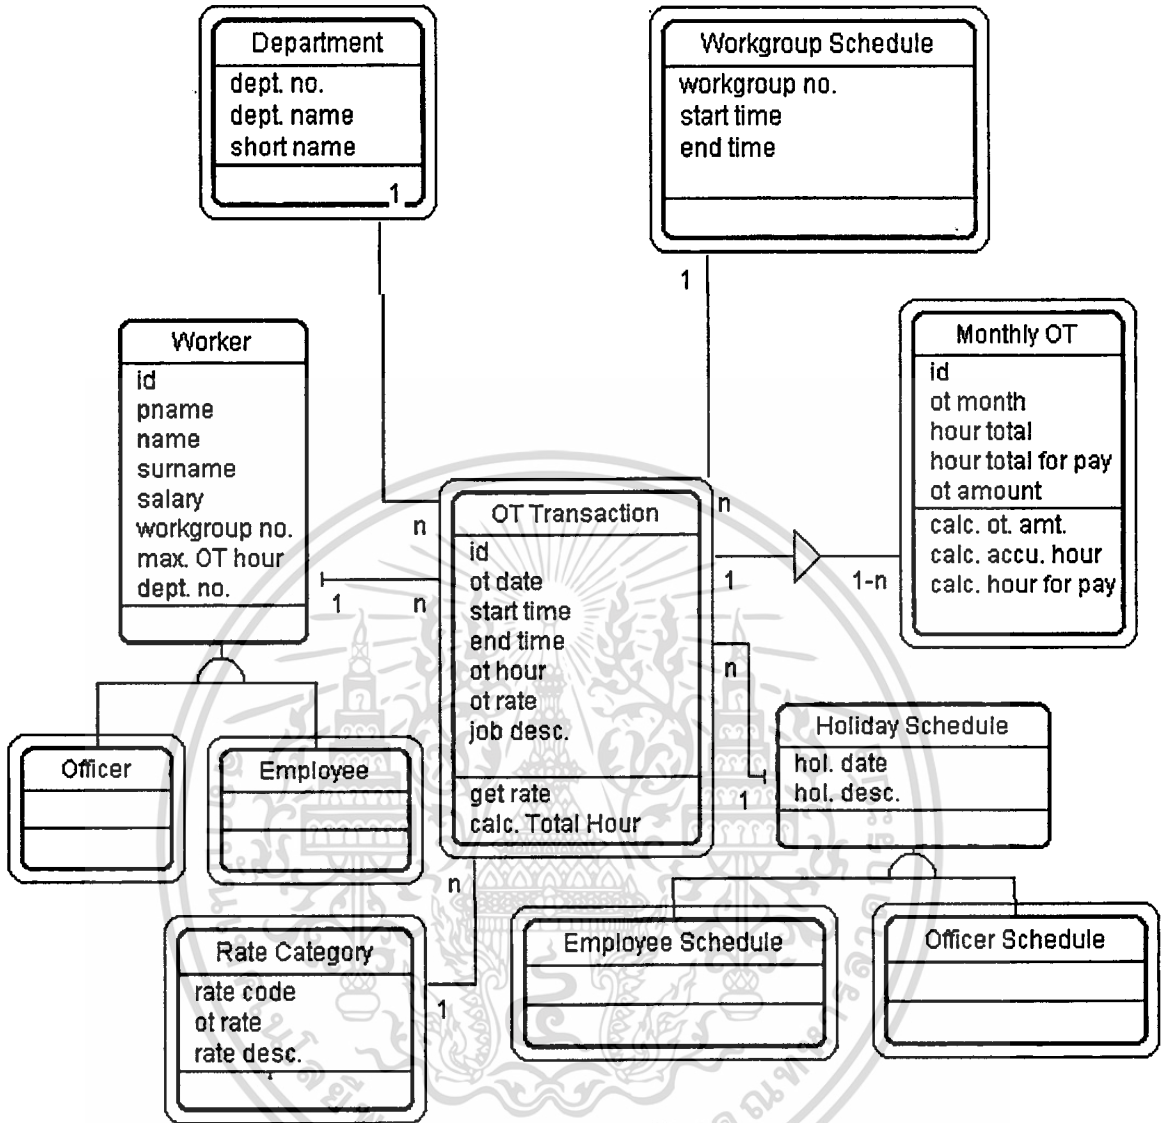 Department
dept. no.
dept. name
short name
1
Workgroup Schedule
workgroup no.
start time
end time
1
Worker
id
pname
name
surname
salary
workgroup no.
max. OT hour
dept. no.
Monthly OT
id
ot month
hour total
hour total for pay
ot amount
calc. ot. amt.
calc. accu. hour
calc. hour for pay
n
n
OT Transaction
id
ot date
start time
end time
ot hour
ot rate
job desc.
get rate
calc. Total Hour
1
n
1
1-n
n
1
Holiday Schedule
hol. date
hol. desc.
Officer
Employee
n
1
Rate Category
rate code
ot rate
rate desc.
Employee Schedule
Officer Schedule